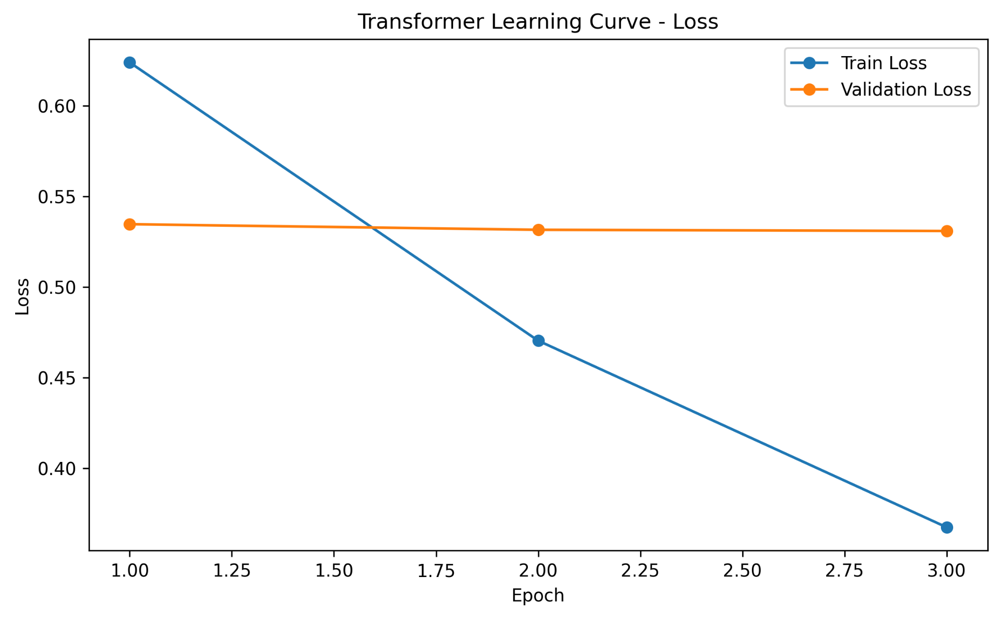 Transformer Learning Curve - Loss
Train Loss
Validation Loss
0.60
0.55
0.50
0.45
0.40
Loss
1.00 1.25 1.50 1.75 2.00 2.25 2.50 2.75 3.00
Epoch